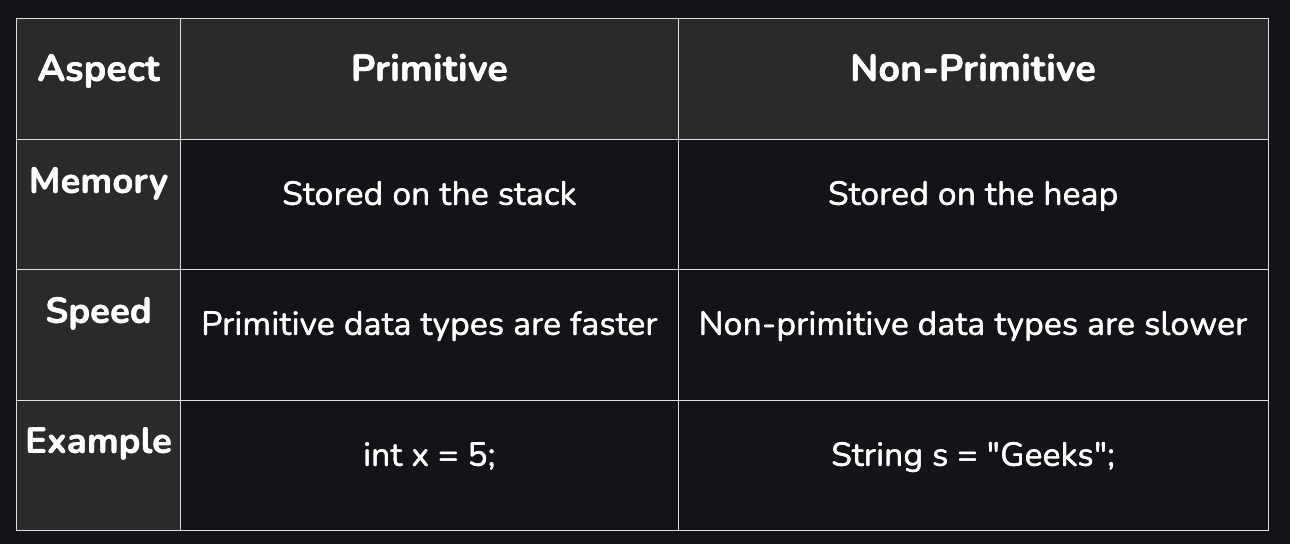 Aspect Primitive Non-Primitive
Memory Stored on the stack Stored on the heap
Speed Primitive data types are faster Non-primitive data types are slower
Example int x = 5; String s = "Geeks";